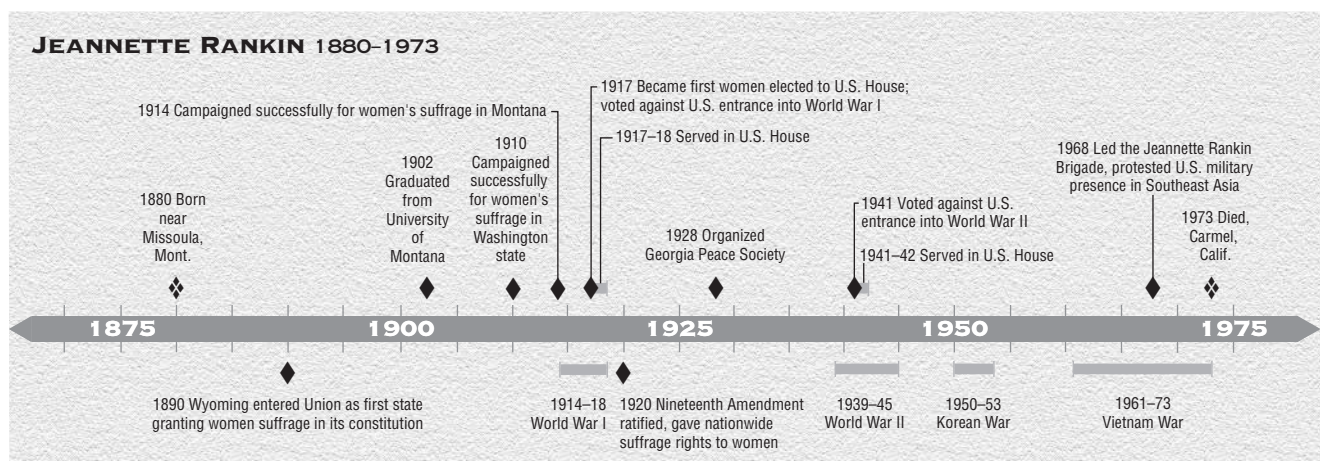 JEANNETTE RANKIN 1880–1973
1914 Campaigned successfully for women's suffrage in Montana
1917 Became first women elected to U.S. House;
voted against U.S. entrance into World War I
1917–18 Served in U.S. House
1880 Born
near
Missoula,
Mont.
1902
Graduated
from
University
of
Montana
1910
Campaigned
successfully
for women's
suffrage in
Washington
state
1928 Organized
Georgia Peace Society
1941 Voted against U.S.
entrance into World War II
1941–42 Served in U.S. House
1968 Led the Jeannette Rankin
Brigade, protested U.S. military
presence in Southeast Asia
1973 Died,
Carmel,
Calif.
1875 1900 1925 1950 1975
1890 Wyoming entered Union as first state
granting women suffrage in its constitution
1914–18
World War I
1920 Nineteenth Amendment
ratified, gave nationwide
suffrage rights to women
1939–45
World War II
1950–53
Korean War
1961–73
Vietnam War